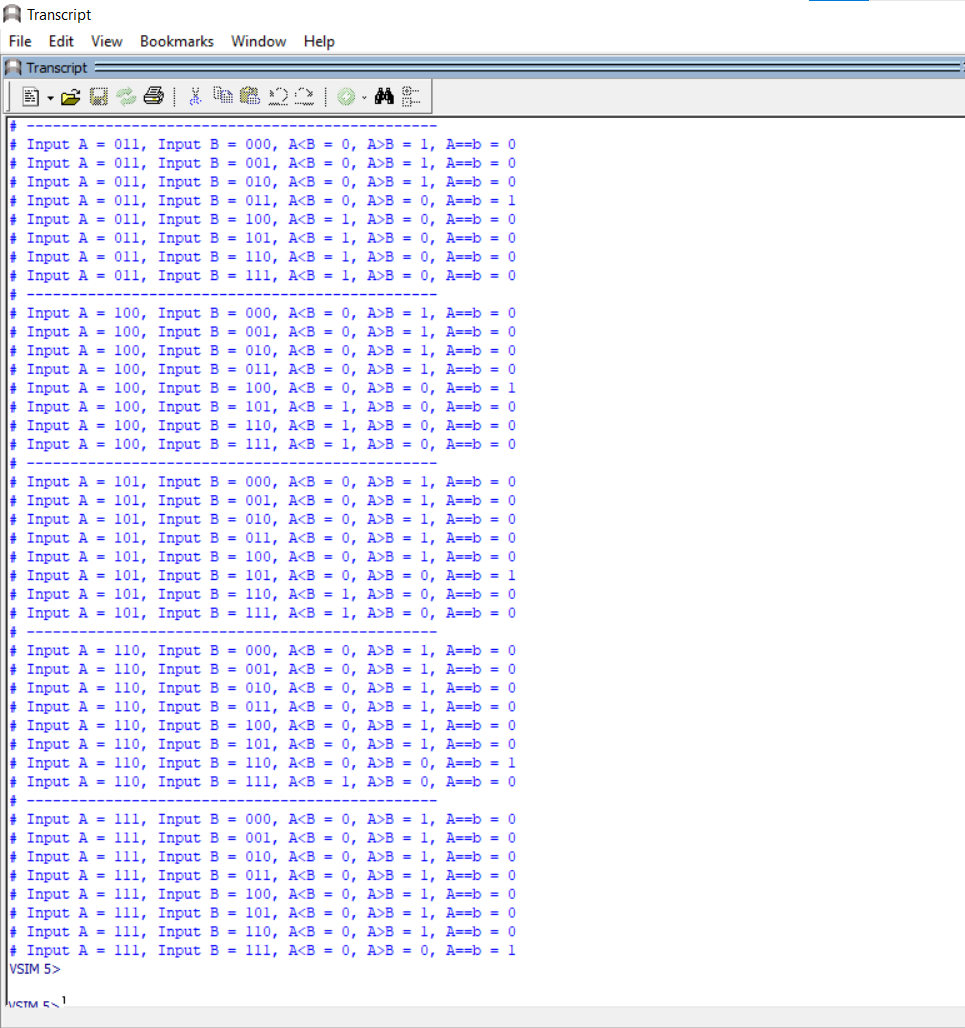 Transcript
File Edit View Bookmarks Window Help
Transcript
# -----------------------------------------------
# Input A = 011, Input B = 000, A<B = 0, A>B = 1, A==b = 0
# Input A = 011, Input B = 001, A<B = 0, A>B = 1, A==b = 0
# Input A = 011, Input B = 010, A<B = 0, A>B = 1, A==b = 0
# Input A = 011, Input B = 011, A<B = 0, A>B = 0, A==b = 1
# Input A = 011, Input B = 100, A<B = 1, A>B = 0, A==b = 0
# Input A = 011, Input B = 101, A<B = 1, A>B = 0, A==b = 0
# Input A = 011, Input B = 110, A<B = 1, A>B = 0, A==b = 0
# Input A = 011, Input B = 111, A<B = 1, A>B = 0, A==b = 0
# -----------------------------------------------
# Input A = 100, Input B = 000, A<B = 0, A>B = 1, A==b = 0
# Input A = 100, Input B = 001, A<B = 0, A>B = 1, A==b = 0
# Input A = 100, Input B = 010, A<B = 0, A>B = 1, A==b = 0
# Input A = 100, Input B = 011, A<B = 0, A>B = 1, A==b = 0
# Input A = 100, Input B = 100, A<B = 0, A>B = 0, A==b = 1
# Input A = 100, Input B = 101, A<B = 1, A>B = 0, A==b = 0
# Input A = 100, Input B = 110, A<B = 1, A>B = 0, A==b = 0
# Input A = 100, Input B = 111, A<B = 1, A>B = 0, A==b = 0
# -----------------------------------------------
# Input A = 101, Input B = 000, A<B = 0, A>B = 1, A==b = 0
# Input A = 101, Input B = 001, A<B = 0, A>B = 1, A==b = 0
# Input A = 101, Input B = 010, A<B = 0, A>B = 1, A==b = 0
# Input A = 101, Input B = 011, A<B = 0, A>B = 1, A==b = 0
# Input A = 101, Input B = 100, A<B = 0, A>B = 1, A==b = 0
# Input A = 101, Input B = 101, A<B = 0, A>B = 0, A==b = 1
# Input A = 101, Input B = 110, A<B = 1, A>B = 0, A==b = 0
# Input A = 101, Input B = 111, A<B = 1, A>B = 0, A==b = 0
# -----------------------------------------------
# Input A = 110, Input B = 000, A<B = 0, A>B = 1, A==b = 0
# Input A = 110, Input B = 001, A<B = 0, A>B = 1, A==b = 0
# Input A = 110, Input B = 010, A<B = 0, A>B = 1, A==b = 0
# Input A = 110, Input B = 011, A<B = 0, A>B = 1, A==b = 0
# Input A = 110, Input B = 100, A<B = 0, A>B = 1, A==b = 0
# Input A = 110, Input B = 101, A<B = 0, A>B = 1, A==b = 0
# Input A = 110, Input B = 110, A<B = 0, A>B = 0, A==b = 1
# Input A = 110, Input B = 111, A<B = 1, A>B = 0, A==b = 0
# -----------------------------------------------
# Input A = 111, Input B = 000, A<B = 0, A>B = 1, A==b = 0
# Input A = 111, Input B = 001, A<B = 0, A>B = 1, A==b = 0
# Input A = 111, Input B = 010, A<B = 0, A>B = 1, A==b = 0
# Input A = 111, Input B = 011, A<B = 0, A>B = 1, A==b = 0
# Input A = 111, Input B = 100, A<B = 0, A>B = 1, A==b = 0
# Input A = 111, Input B = 101, A<B = 0, A>B = 1, A==b = 0
# Input A = 111, Input B = 110, A<B = 0, A>B = 1, A==b = 0
# Input A = 111, Input B = 111, A<B = 0, A>B = 0, A==b = 1
VSIM 5>
VSIM 5>